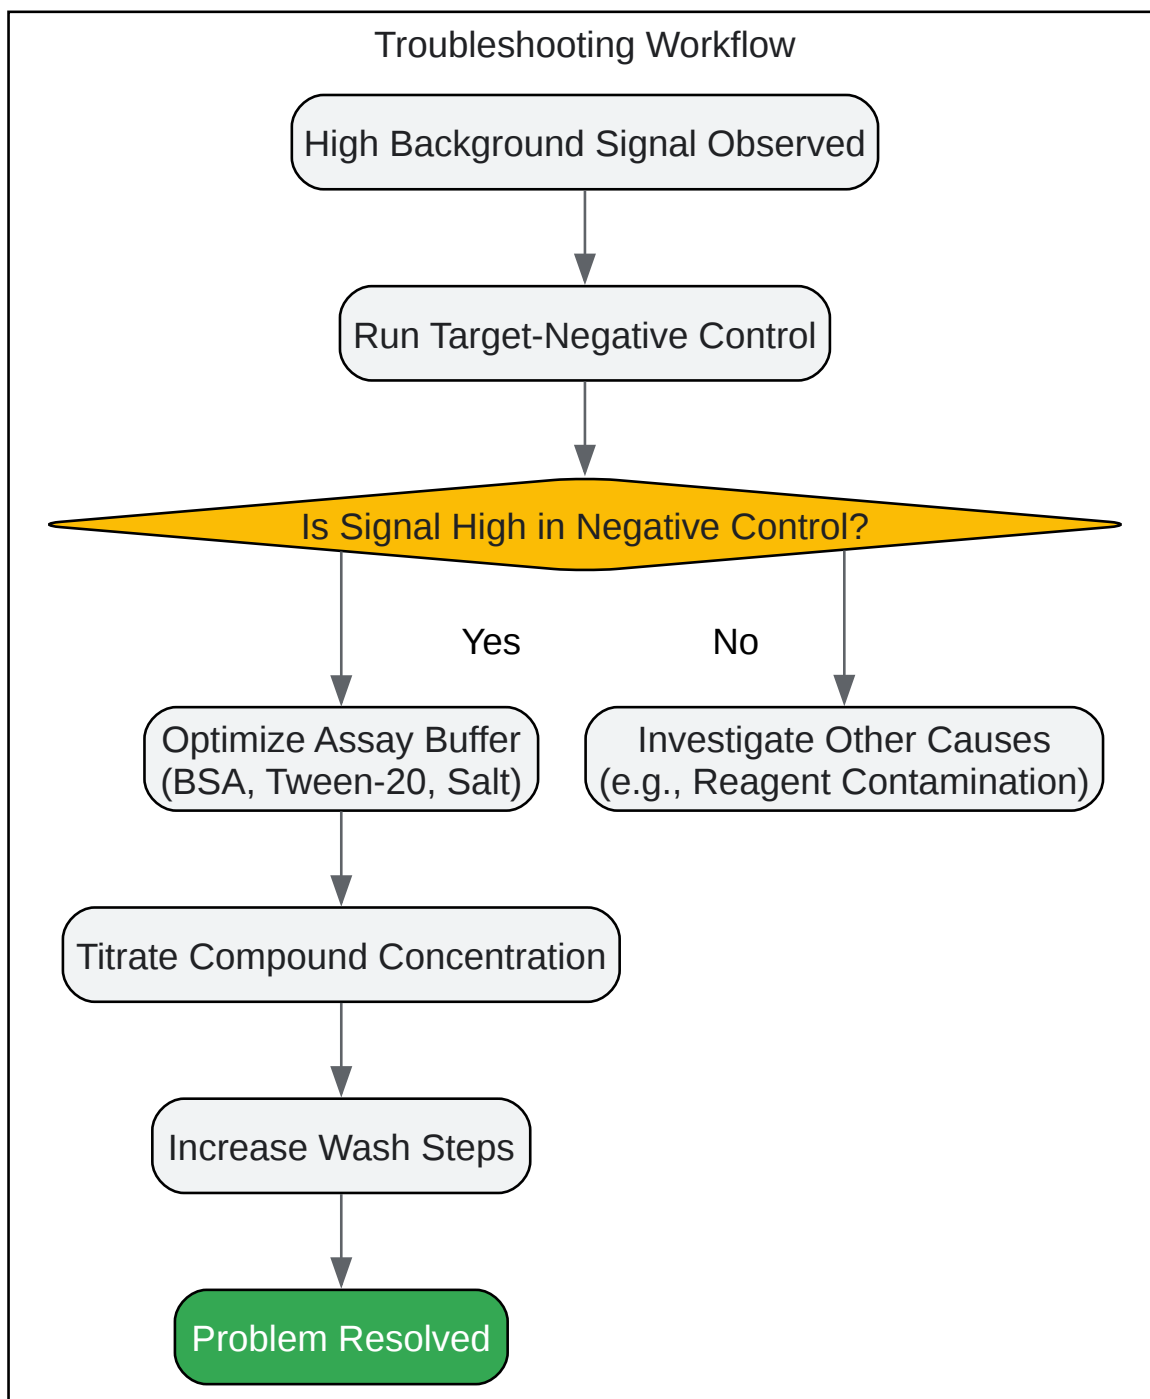 Troubleshooting Workflow
High Background Signal Observed
Run Target-Negative Control
Is Signal High in Negative Control?
Yes
No
Optimize Assay Buffer
(BSA, Tween-20, Salt)
Investigate Other Causes
(e.g., Reagent Contamination)
Titrate Compound Concentration
Increase Wash Steps
Problem Resolved